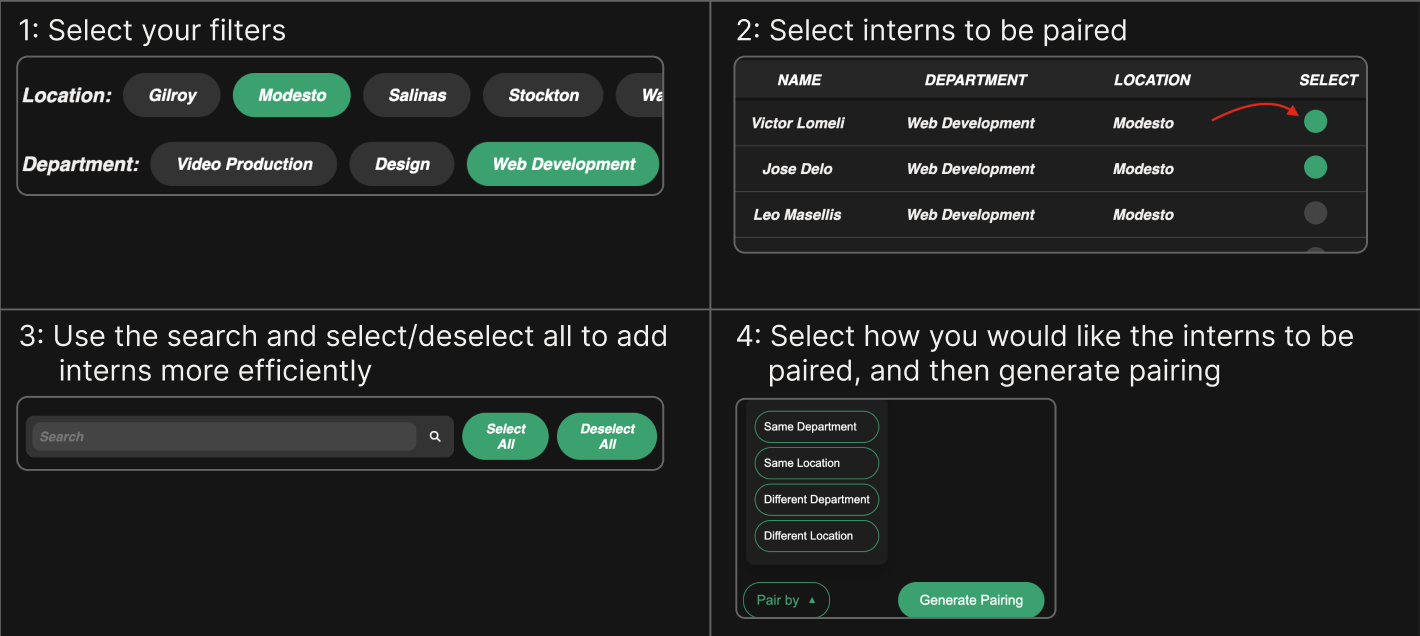 1: Select your filters
Location: Gilroy Modesto Salinas Stockton
Department: Video Production Design Web Development
2: Select interns to be paired
NAME DEPARTMENT LOCATION SELECT
Victor Lomeli Web Development Modesto
Jose Delo Web Development Modesto
Leo Masellis Web Development Modesto
3: Use the search and select/deselect all to add
interns more efficiently
Search
Select
All
Deselect
All
4: Select how you would like the interns to be
paired, and then generate pairing
Same Department
Same Location
Different Department
Different Location
Pair by ▲
Generate Pairing